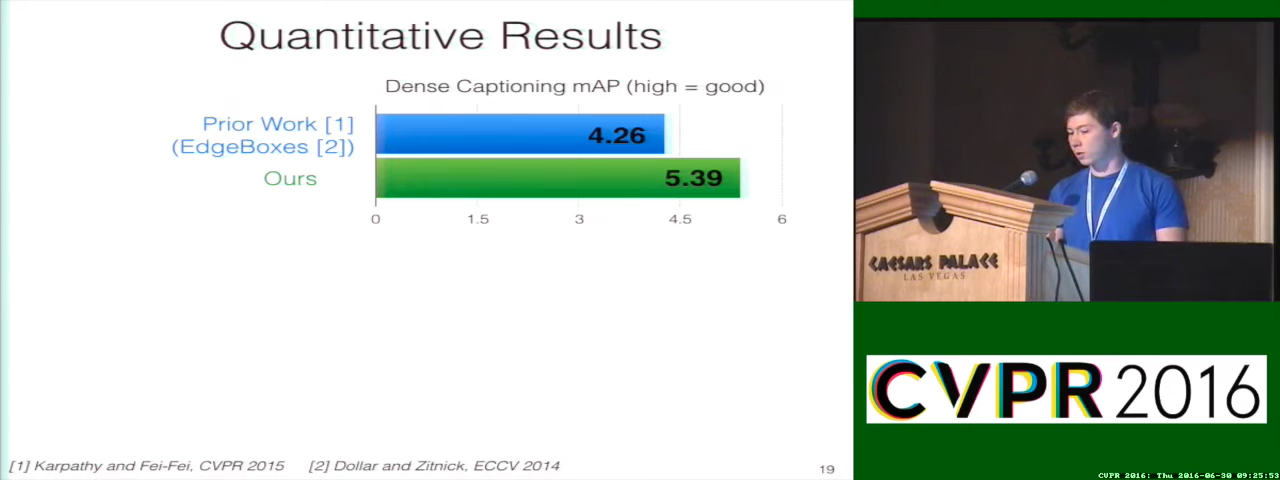 Quantitative Results
Dense Captioning mAP (high = good)
Prior Work [1]
(EdgeBoxes [2])
4.26
Ours
5.39
0 1.5 3 4.5 6
[1] Karpathy and Fei-Fei, CVPR 2015 [2] Dollar and Zitnick, ECCV 2014
19
CAESARS PALACE
LAS VEGAS
CVPR 2016
CVPR 2016: Thu 2016-06-30 09:25:53